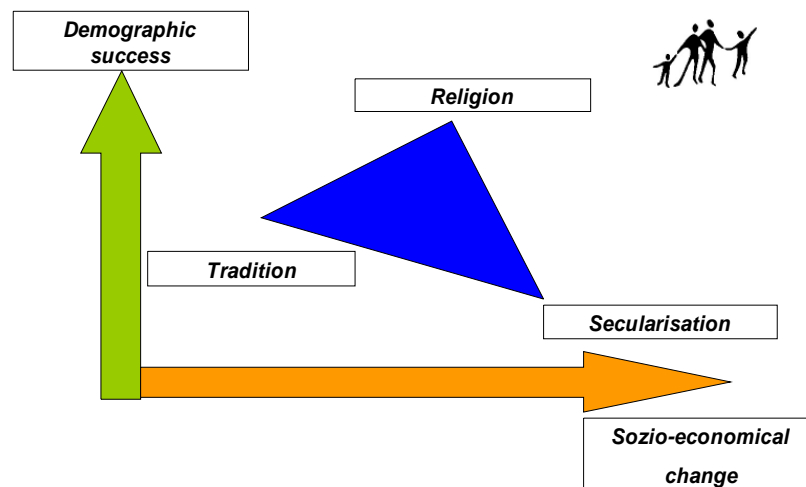 Demographic
success
Religion
Tradition
Secularisation
Sozio-economical
change